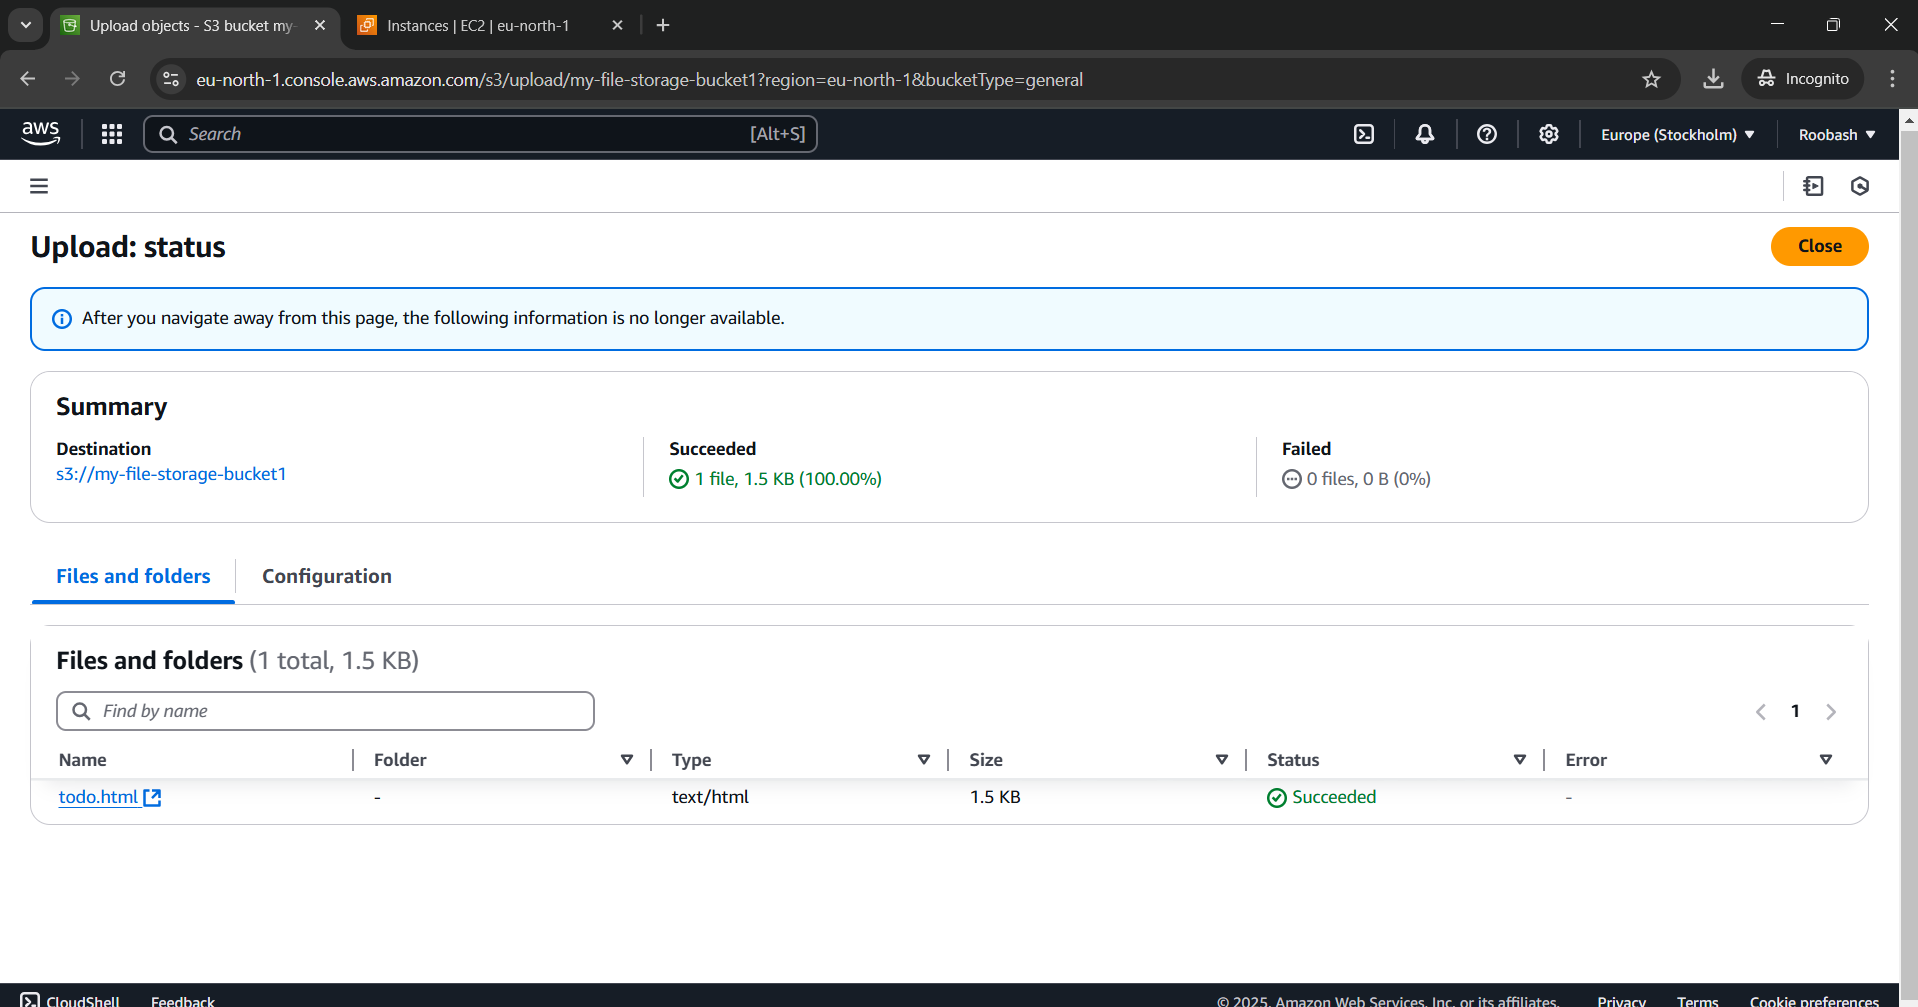 Upload objects - S3 bucket my-
Instances | EC2 | eu-north-1
eu-north-1.console.aws.amazon.com/s3/upload/my-file-storage-bucket1?region=eu-north-1&bucketType=general
Incognito
aws
Search
[Alt+S]
Europe (Stockholm)
Roobash
Upload: status
Close
After you navigate away from this page, the following information is no longer available.
Summary
Destination
s3://my-file-storage-bucket1
Succeeded
1 file, 1.5 KB (100.00%)
Failed
0 files, 0 B (0%)
Files and folders
Configuration
Files and folders (1 total, 1.5 KB)
Find by name
1
Name Folder Type Size Status Error
todo.html - text/html 1.5 KB Succeeded -
CloudShell Feedback © 2025, Amazon Web Services, Inc. or its affiliates. Privacy Terms Cookie preferences